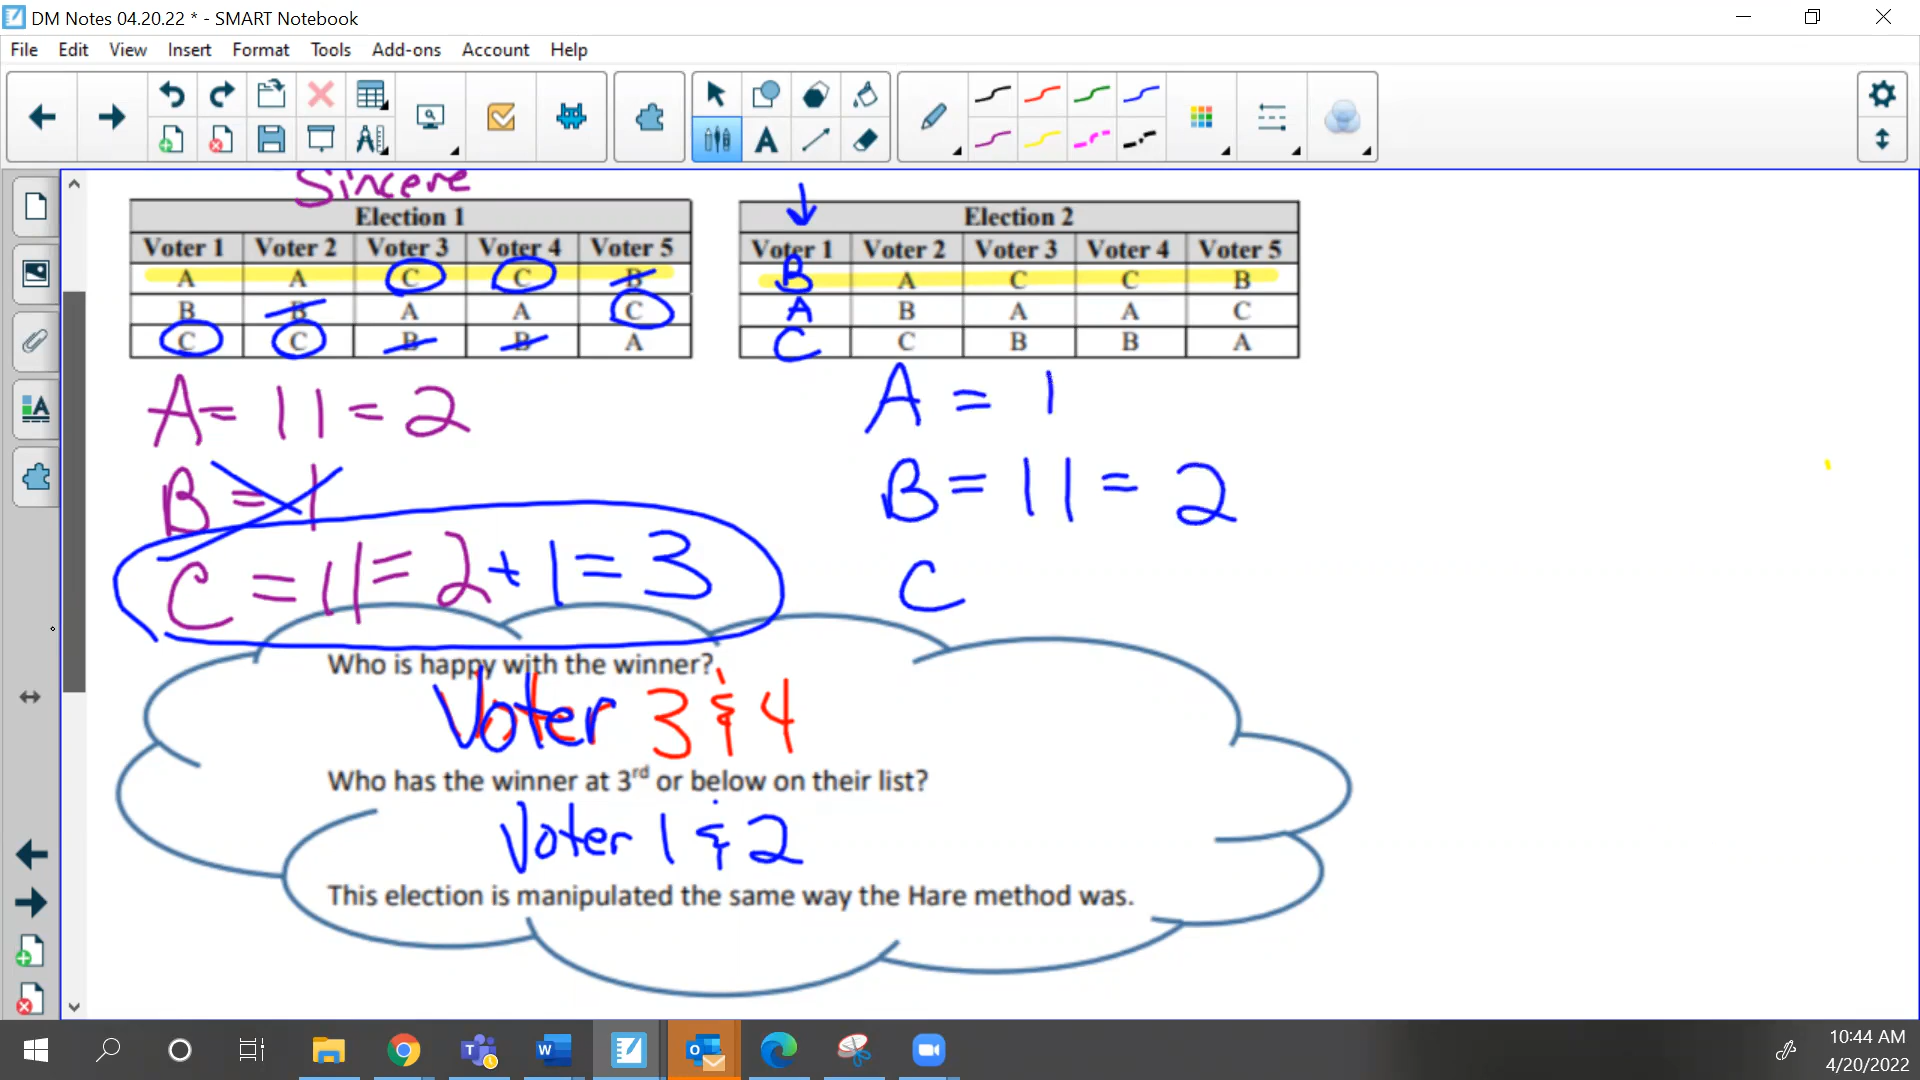 DM Notes 04.20.22 * - SMART Notebook
File Edit View Insert Format Tools Add-ons Account Help
Sincere
Election 1
Voter 1 Voter 2 Voter 3 Voter 4 Voter 5
A A C C B
B B A A C
C C B B A
Election 2
Voter 1 Voter 2 Voter 3 Voter 4 Voter 5
B A C C B
A B A A C
C C B B A
A = 11 = 2
B = 1
C = 11 = 2 + 1 = 3
A = 1
B = 11 = 2
C
Who is happy with the winner?
Voter 3 & 4
Who has the winner at 3rd or below on their list?
Voter 1 & 2
This election is manipulated the same way the Hare method was.
10:44 AM
4/20/2022